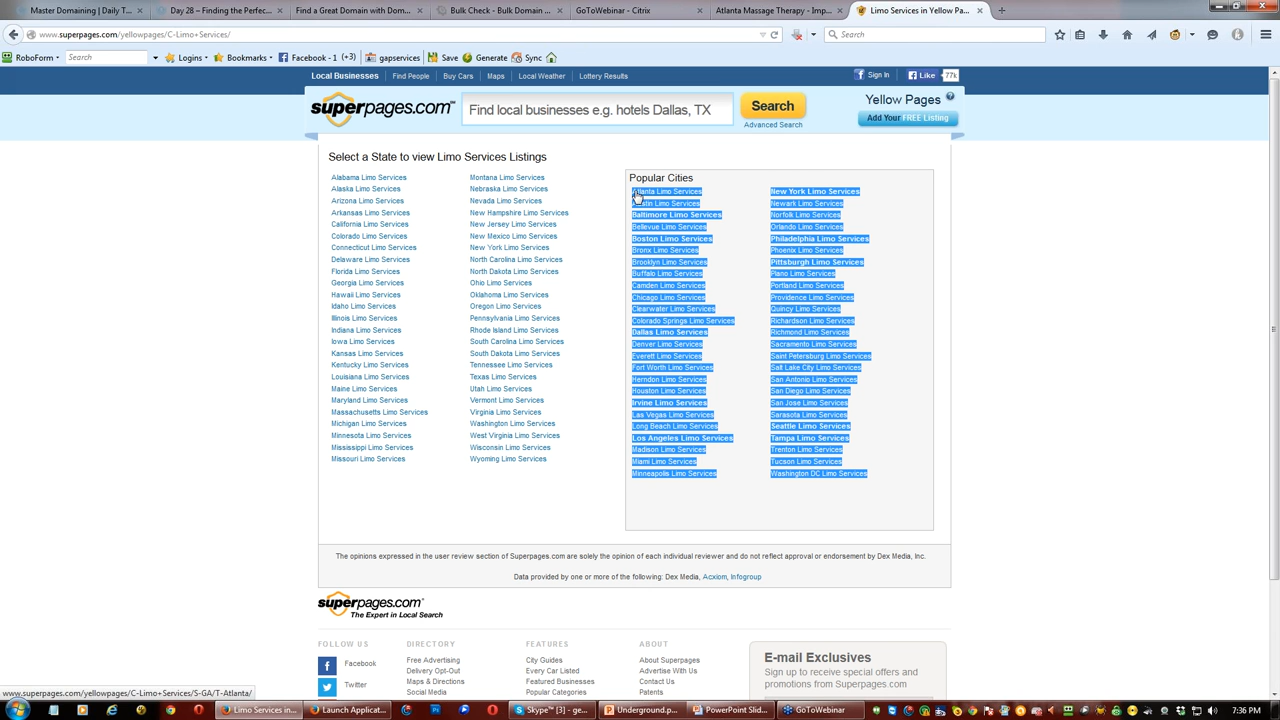 Master Domaining | Daily T...
Day 28 – Finding the Perfec...
Find a Great Domain with Dom...
Bulk Check - Bulk Domain ...
GoToWebinar - Citrix
Atlanta Massage Therapy - Imp...
Limo Services in Yellow Pa...
www.superpages.com/yellowpages/C-Limo+Services/
Search
RoboForm
Search
Logins
Bookmarks
Facebook - 1 (+3)
gapservices
Save
Generate
Sync
Local Businesses
Find People
Buy Cars
Maps
Local Weather
Lottery Results
Sign In
Like
77k
superpages.com
Find local businesses e.g. hotels Dallas, TX
Search
Advanced Search
Yellow Pages
Add Your FREE Listing
Select a State to view Limo Services Listings
Alabama Limo Services
Alaska Limo Services
Arizona Limo Services
Arkansas Limo Services
California Limo Services
Colorado Limo Services
Connecticut Limo Services
Delaware Limo Services
Florida Limo Services
Georgia Limo Services
Hawaii Limo Services
Idaho Limo Services
Illinois Limo Services
Indiana Limo Services
Iowa Limo Services
Kansas Limo Services
Kentucky Limo Services
Louisiana Limo Services
Maine Limo Services
Maryland Limo Services
Massachusetts Limo Services
Michigan Limo Services
Minnesota Limo Services
Mississippi Limo Services
Missouri Limo Services
Montana Limo Services
Nebraska Limo Services
Nevada Limo Services
New Hampshire Limo Services
New Jersey Limo Services
New Mexico Limo Services
New York Limo Services
North Carolina Limo Services
North Dakota Limo Services
Ohio Limo Services
Oklahoma Limo Services
Oregon Limo Services
Pennsylvania Limo Services
Rhode Island Limo Services
South Carolina Limo Services
South Dakota Limo Services
Tennessee Limo Services
Texas Limo Services
Utah Limo Services
Vermont Limo Services
Virginia Limo Services
Washington Limo Services
West Virginia Limo Services
Wisconsin Limo Services
Wyoming Limo Services
Popular Cities
Atlanta Limo Services
Austin Limo Services
Baltimore Limo Services
Bellevue Limo Services
Boston Limo Services
Bronx Limo Services
Brooklyn Limo Services
Buffalo Limo Services
Camden Limo Services
Chicago Limo Services
Clearwater Limo Services
Colorado Springs Limo Services
Dallas Limo Services
Denver Limo Services
Everett Limo Services
Fort Worth Limo Services
Herndon Limo Services
Houston Limo Services
Irvine Limo Services
Las Vegas Limo Services
Long Beach Limo Services
Los Angeles Limo Services
Madison Limo Services
Miami Limo Services
Minneapolis Limo Services
New York Limo Services
Newark Limo Services
Norfolk Limo Services
Orlando Limo Services
Philadelphia Limo Services
Phoenix Limo Services
Pittsburgh Limo Services
Plano Limo Services
Portland Limo Services
Providence Limo Services
Quincy Limo Services
Richardson Limo Services
Richmond Limo Services
Sacramento Limo Services
Saint Petersburg Limo Services
Salt Lake City Limo Services
San Antonio Limo Services
San Diego Limo Services
San Jose Limo Services
Sarasota Limo Services
Seattle Limo Services
Tampa Limo Services
Trenton Limo Services
Tucson Limo Services
Washington DC Limo Services
The opinions expressed in the user review section of Superpages.com are solely the opinion of each individual reviewer and do not reflect approval or endorsement by Dex Media, Inc.
Data provided by one or more of the following: Dex Media, Acxiom, Infogroup
superpages.com
The Expert in Local Search
FOLLOW US
Facebook
Twitter
DIRECTORY
Free Advertising
Delivery Opt-Out
Maps & Directions
Social Media
FEATURES
City Guides
Every Car Listed
Featured Businesses
Popular Categories
ABOUT
About Superpages
Advertise With Us
Contact Us
Patents
E-mail Exclusives
Sign up to receive special offers and
promotions from Superpages.com
www.superpages.com/yellowpages/C-Limo+Services/S-GA/T-Atlanta/
Limo Services in...
Launch Applicat...
Skype™ [3] - ge...
Underground.p...
PowerPoint Slid...
GoToWebinar
7:36 PM